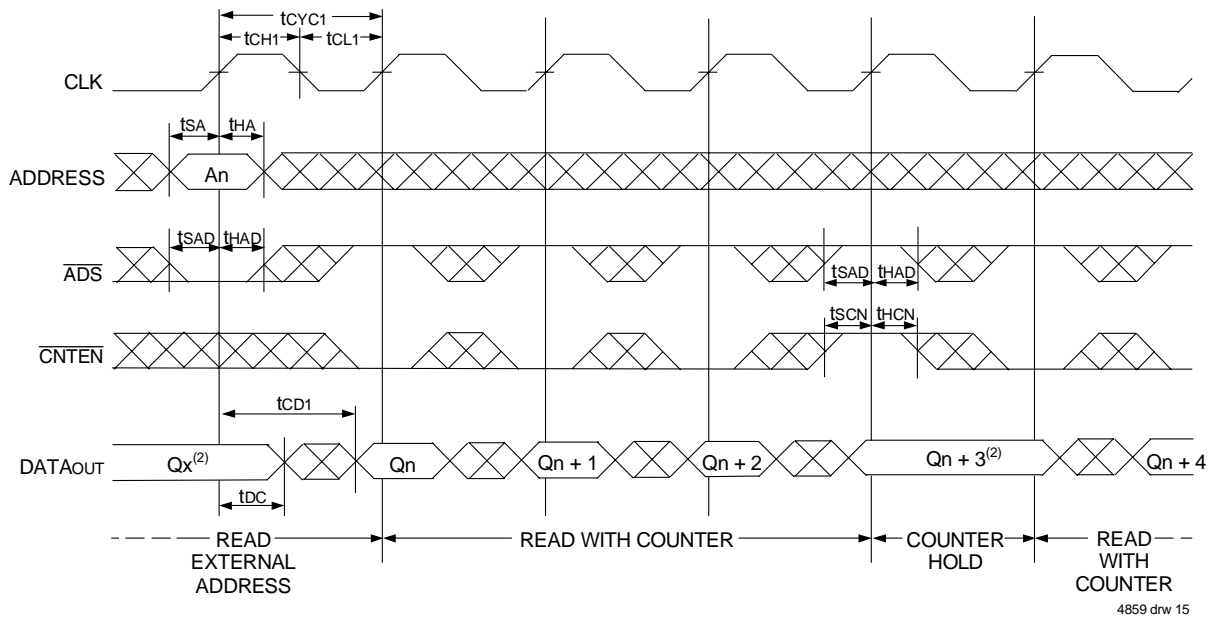 tCYC1
tCH1 tCL1
CLK
tSA tHA
ADDRESS An
tSAD tHAD
ADS
tSAD tHAD
tSCN tHCN
CNTEN
tCD1
DATAOUT Qx(2) Qn Qn + 1 Qn + 2 Qn + 3(2) Qn + 4
tDC
READ EXTERNAL ADDRESS
READ WITH COUNTER
COUNTER HOLD
READ WITH COUNTER
4859 drw 15